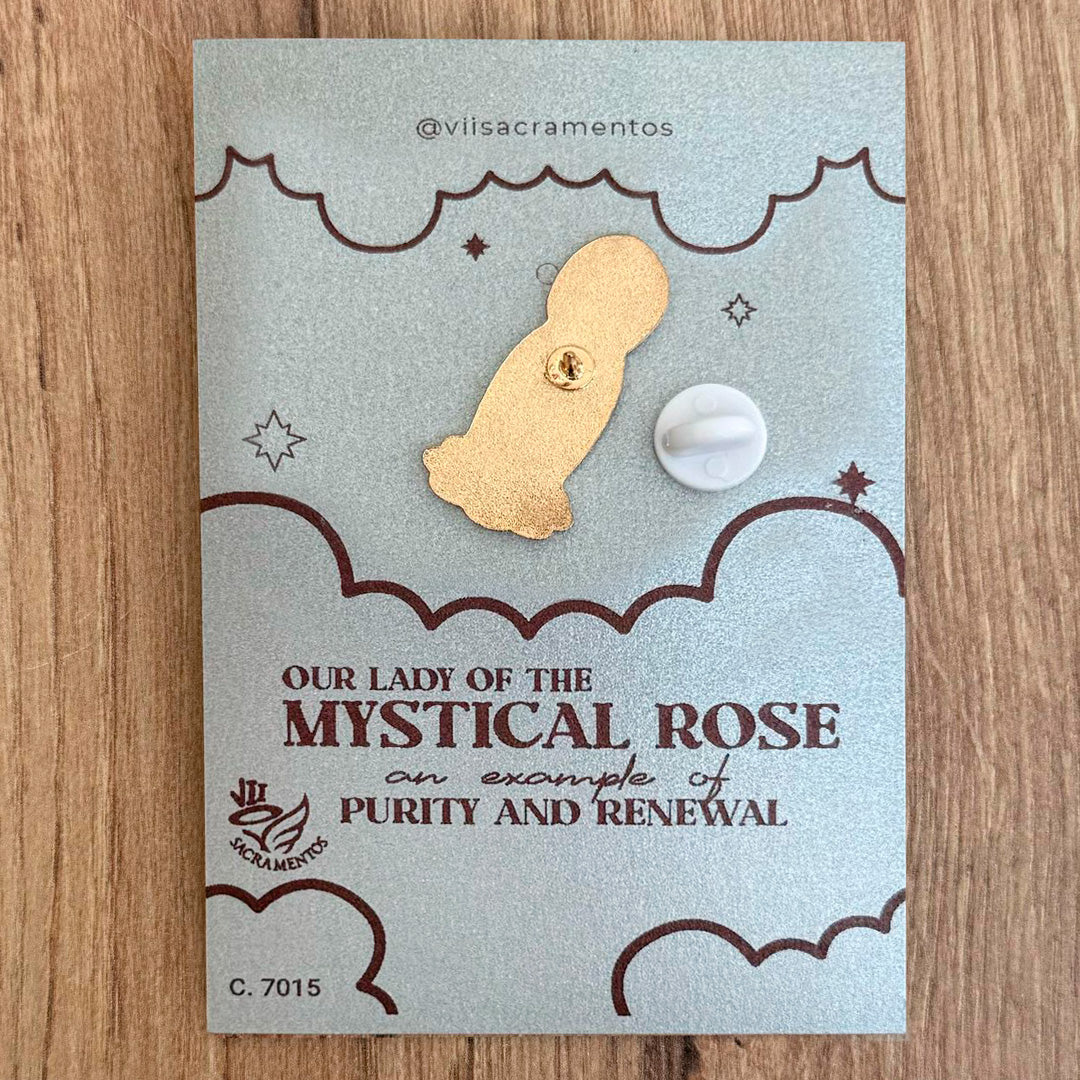 @viisacramentos
OUR LADY OF THE
MYSTICAL ROSE
an example of
PURITY AND RENEWAL
VII
SACRAMENTOS
C. 7015